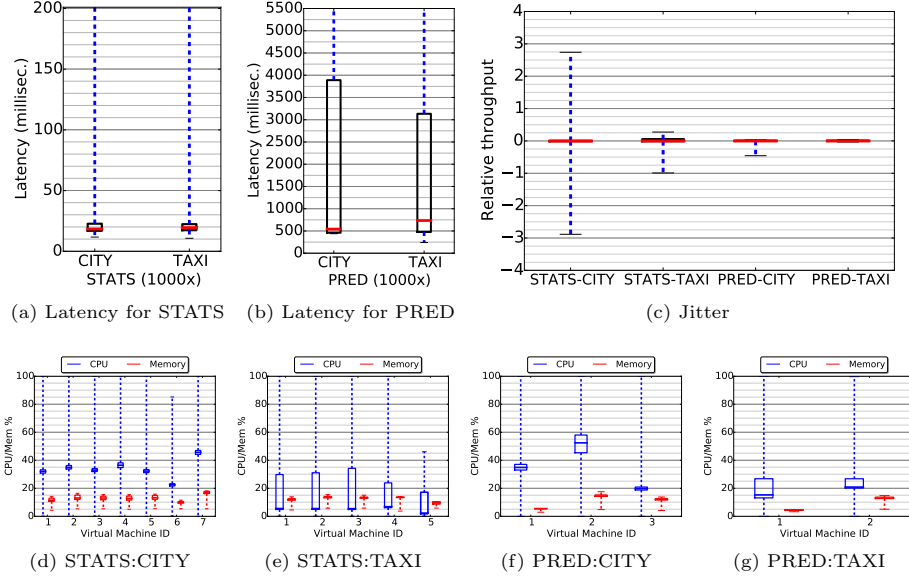 200
150
100
50
0
Latency (millisec.)
CITY TAXI
STATS (1000x)
(a) Latency for STATS
5500
5000
4500
4000
3500
3000
2500
2000
1500
1000
500
0
Latency (millisec.)
CITY TAXI
PRED (1000x)
(b) Latency for PRED
4
3
2
1
0
−1
−2
−3
−4
Relative throughput
STATS-CITY STATS-TAXI PRED-CITY PRED-TAXI
(c) Jitter
CPU Memory
100
80
60
40
20
0
CPU/Mem %
1 2 3 4 5 6 7
Virtual Machine ID
(d) STATS:CITY
CPU Memory
100
80
60
40
20
0
CPU/Mem %
1 2 3 4 5
Virtual Machine ID
(e) STATS:TAXI
CPU Memory
100
80
60
40
20
0
CPU/Mem %
1 2 3
Virtual Machine ID
(f) PRED:CITY
CPU Memory
100
80
60
40
20
0
CPU/Mem %
1 2
Virtual Machine ID
(g) PRED:TAXI